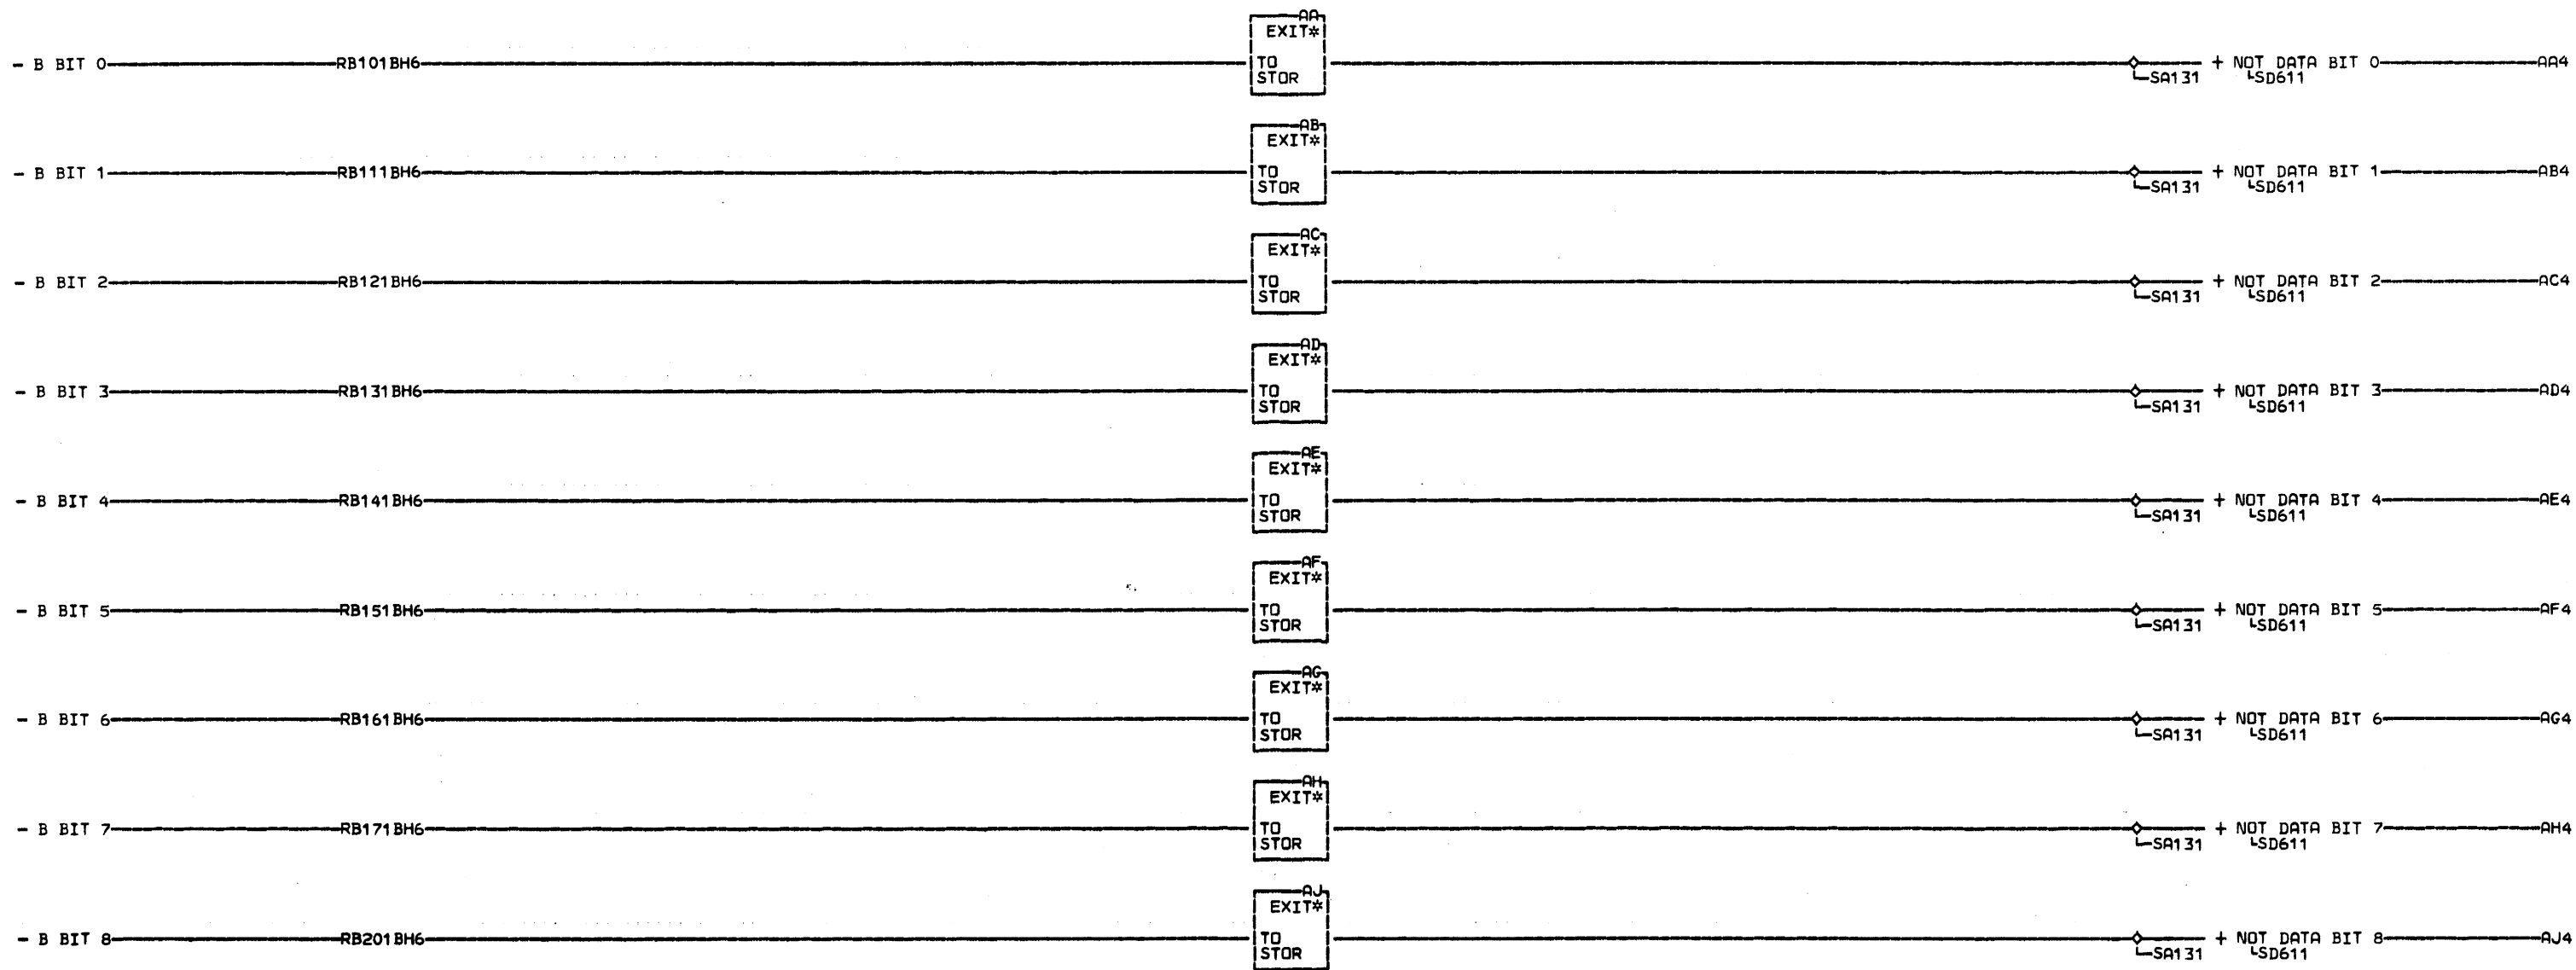 AA
EXIT*
- B BIT 0 RB101BH6 TO + NOT DATA BIT 0 AA4
STOR SA131 SD611
AB
EXIT*
- B BIT 1 RB111BH6 TO + NOT DATA BIT 1 AB4
STOR SA131 SD611
AC
EXIT*
- B BIT 2 RB121BH6 TO + NOT DATA BIT 2 AC4
STOR SA131 SD611
AD
EXIT*
- B BIT 3 RB131BH6 TO + NOT DATA BIT 3 AD4
STOR SA131 SD611
AE
EXIT*
- B BIT 4 RB141BH6 TO + NOT DATA BIT 4 AE4
STOR SA131 SD611
AF
EXIT*
- B BIT 5 RB151BH6 TO + NOT DATA BIT 5 AF4
STOR SA131 SD611
AG
EXIT*
- B BIT 6 RB161BH6 TO + NOT DATA BIT 6 AG4
STOR SA131 SD611
AH
EXIT*
- B BIT 7 RB171BH6 TO + NOT DATA BIT 7 AH4
STOR SA131 SD611
AJ
EXIT*
- B BIT 8 RB201BH6 TO + NOT DATA BIT 8 AJ4
STOR SA131 SD611